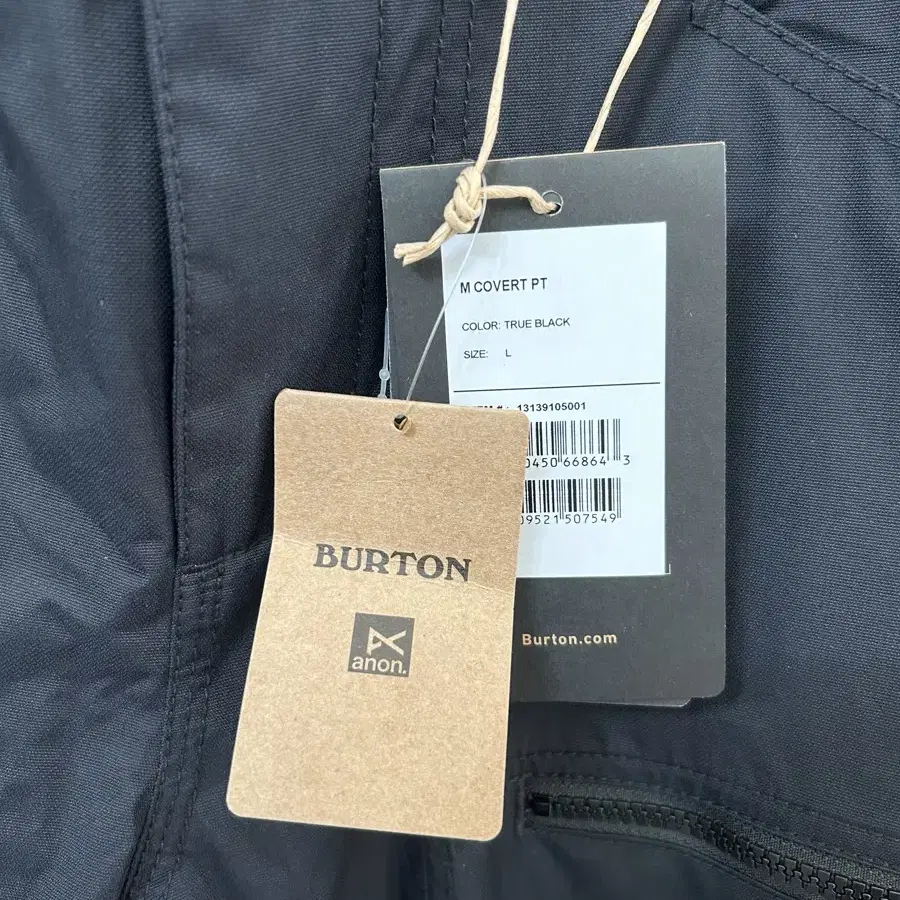 M COVERT PT
COLOR: TRUE BLACK
SIZE: L
13139105001
0450 66864 3
09521 507549
BURTON
anon.
Burton.com